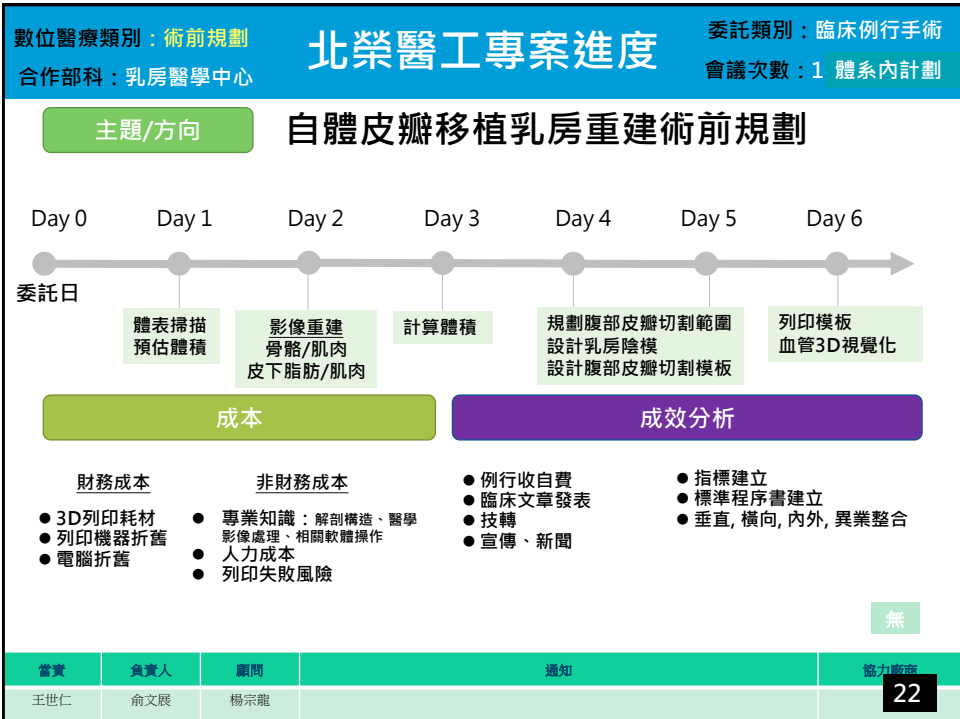 數位醫療類別：術前規劃
合作部科：乳房醫學中心
北榮醫工專案進度
委託類別：臨床例行手術
會議次數：1 體系內計劃
主題/方向
自體皮瓣移植乳房重建術前規劃
Day 0 Day 1 Day 2 Day 3 Day 4 Day 5 Day 6
委託日
體表掃描
預估體積
影像重建
骨骼/肌肉
皮下脂肪/肌肉
計算體積
規劃腹部皮瓣切割範圍
設計乳房陰模
設計腹部皮瓣切割模板
列印模板
血管3D視覺化
成本
成效分析
財務成本
● 3D列印耗材
● 列印機器折舊
● 電腦折舊
非財務成本
● 專業知識：解剖構造、醫學
影像處理、相關軟體操作
● 人力成本
● 列印失敗風險
● 例行收自費
● 臨床文章發表
● 技轉
● 宣傳、新聞
● 指標建立
● 標準程序書建立
● 垂直, 橫向, 內外, 異業整合
無
當責 負責人 顧問 通知 協力廠商
王世仁 俞文展 楊宗龍
22